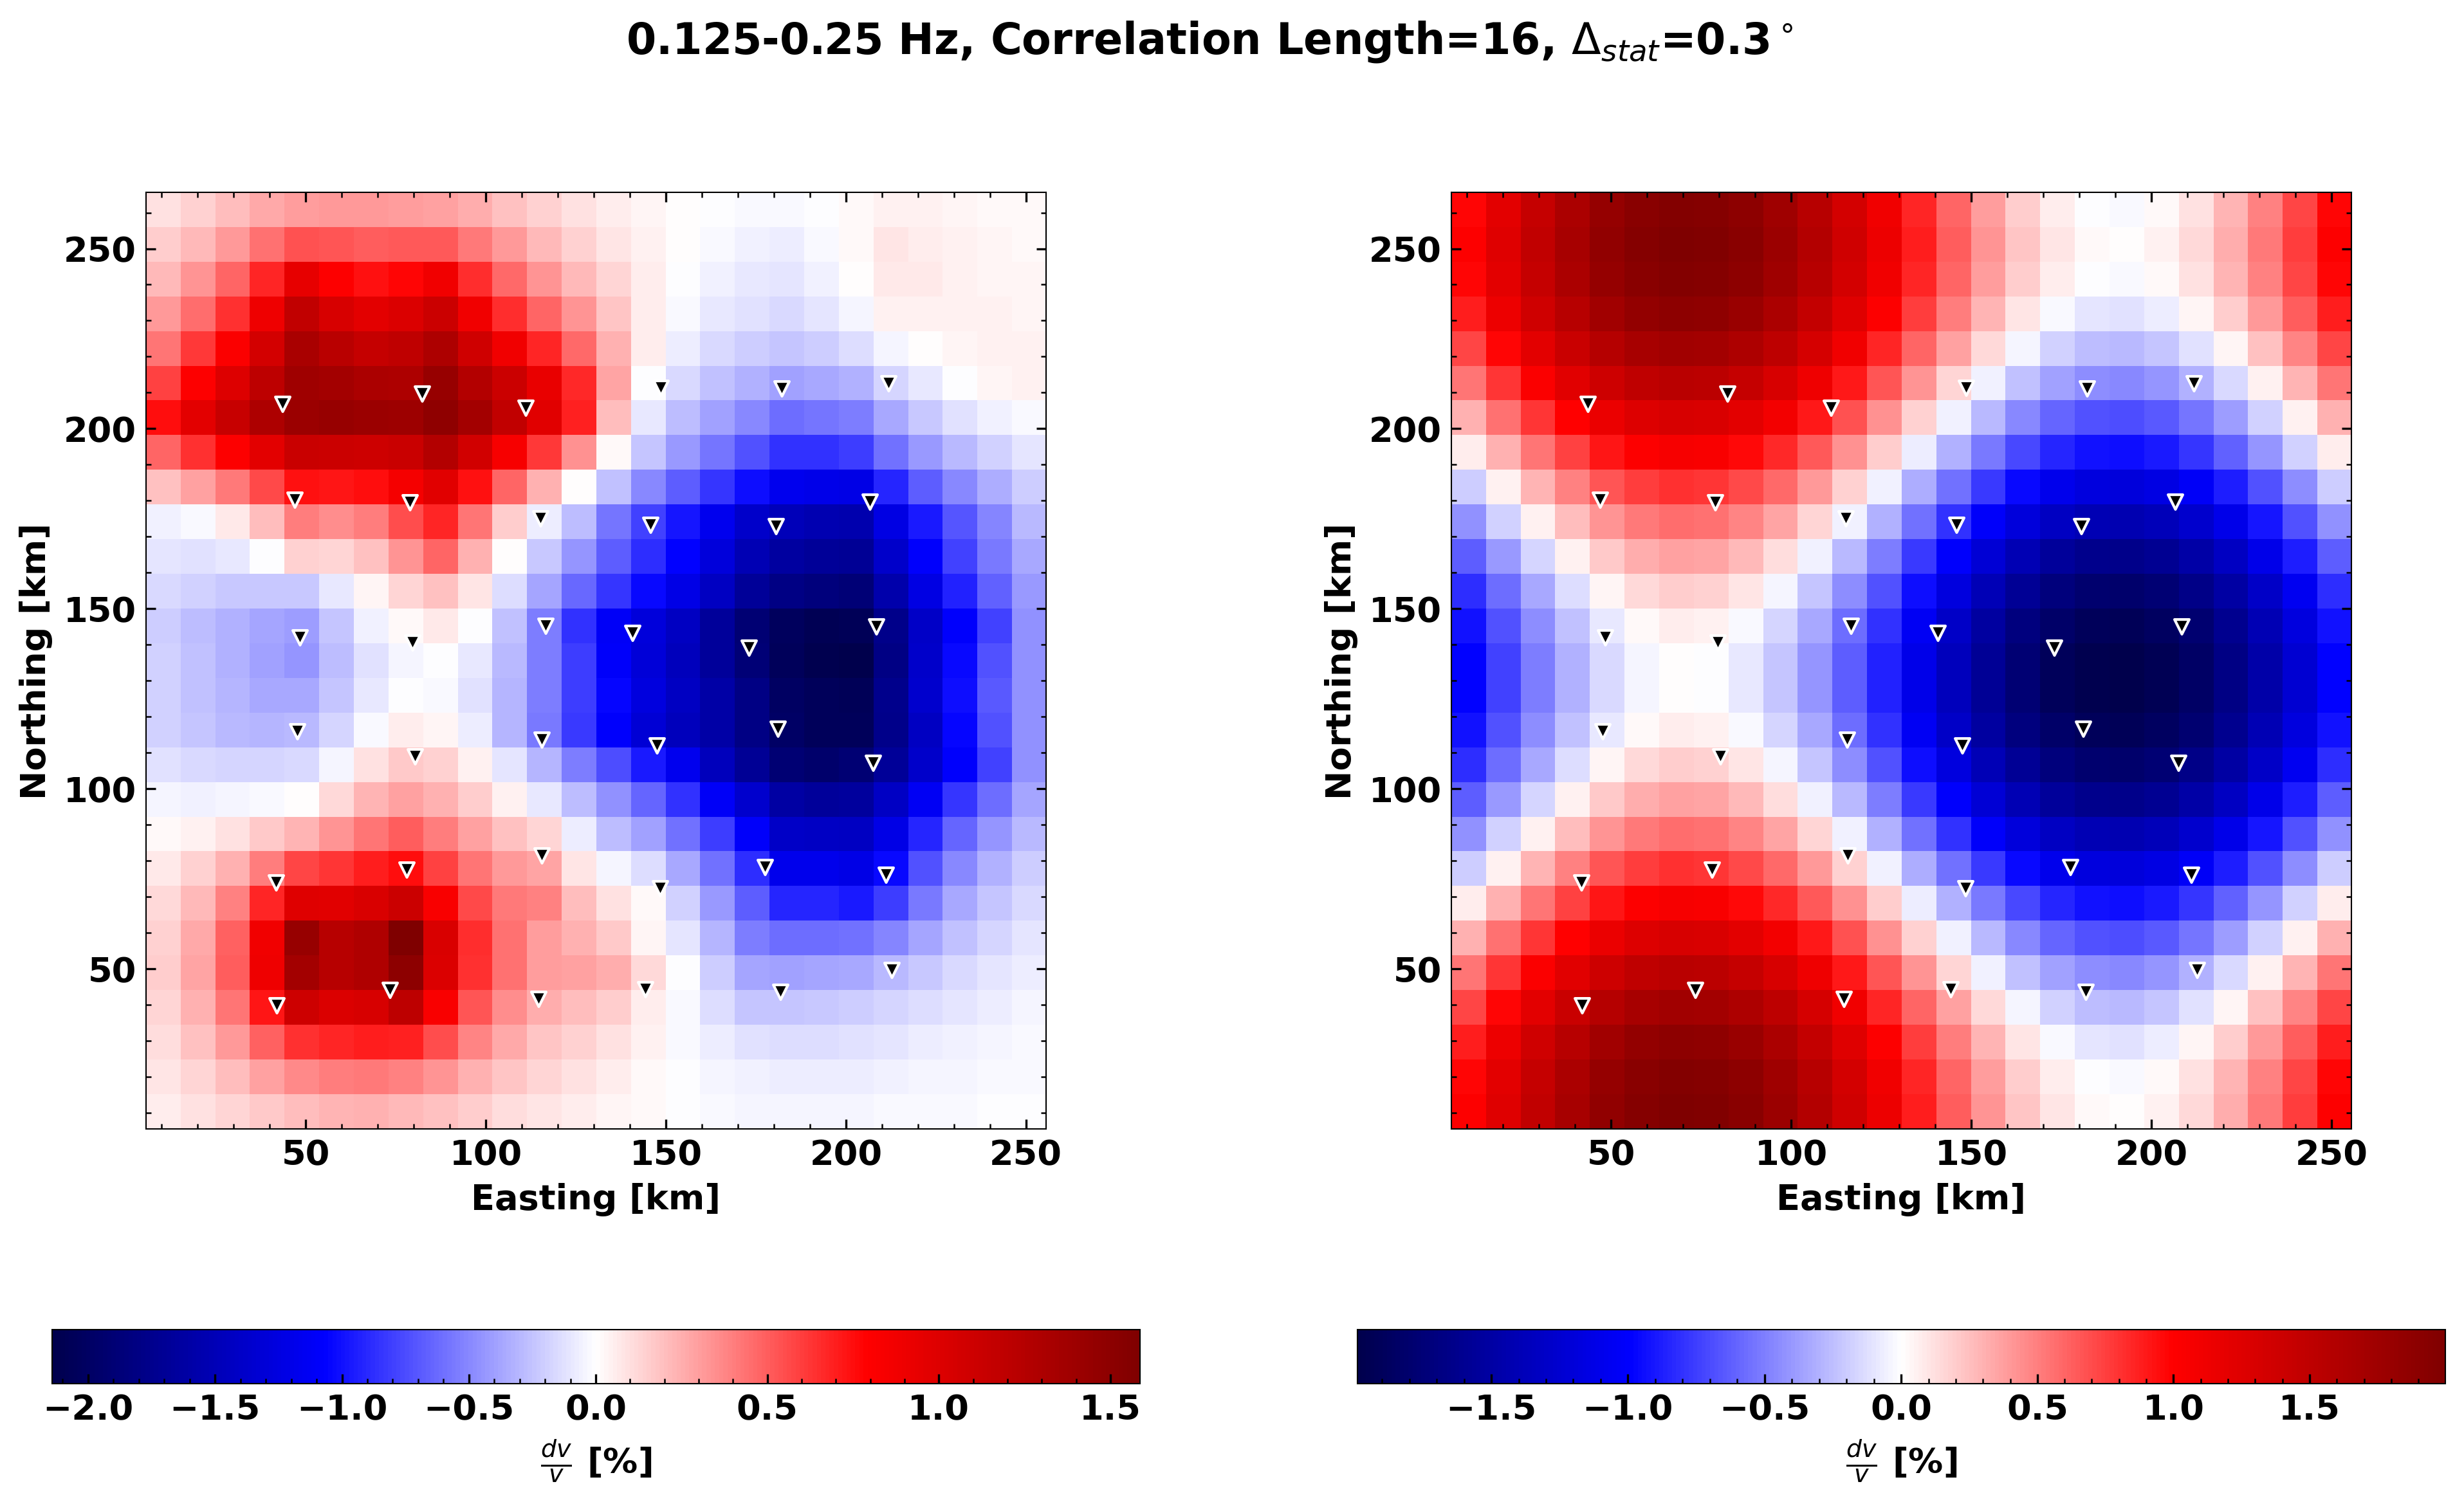 0.125-0.25 Hz, Correlation Length=16, Δstat=0.3°
250
200
150
100
50
Northing [km]
50 100 150 200 250
Easting [km]
−2.0 −1.5 −1.0 −0.5 0.0 0.5 1.0 1.5
dv/v [%]
250
200
150
100
50
Northing [km]
50 100 150 200 250
Easting [km]
−1.5 −1.0 −0.5 0.0 0.5 1.0 1.5
dv/v [%]